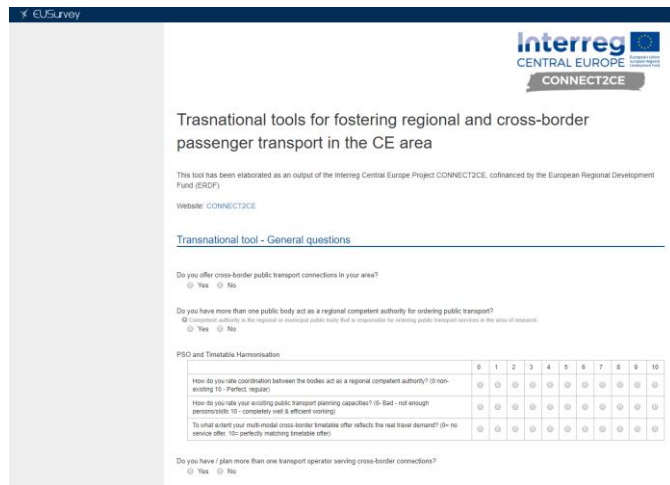 EUSurvey
Interreg
CENTRAL EUROPE
European Union
European Regional
Development Fund
CONNECT2CE
Trasnational tools for fostering regional and cross-border
passenger transport in the CE area
This tool has been elaborated as an output of the Interreg Central Europe Project CONNECT2CE, cofinanced by the European Regional Development
Fund (ERDF)
Website: CONNECT2CE
Transnational tool - General questions
Do you offer cross-border public transport connections in your area?
Yes No
Do you have more than one public body act as a regional competent authority for ordering public transport?
Competent authority is the regional or municipal public body that is responsible for ordering public transport services in the area of research
Yes No
PSO and Timetable Harmonisation
0 1 2 3 4 5 6 7 8 9 10
How do you rate coordination between the bodies act as a regional competent authority? (0 non-
existing 10 - Perfect, regular)
How do you rate your existing public transport planning capacities? (0- Bad - not enough
persons/skills 10 - completely well & efficient working)
To what extent your multi-modal cross-border timetable offer reflects the real travel demand? (0= no
service offer, 10= perfectly matching timetable offer)
Do you have / plan more than one transport operator serving cross-border connections?
Yes No